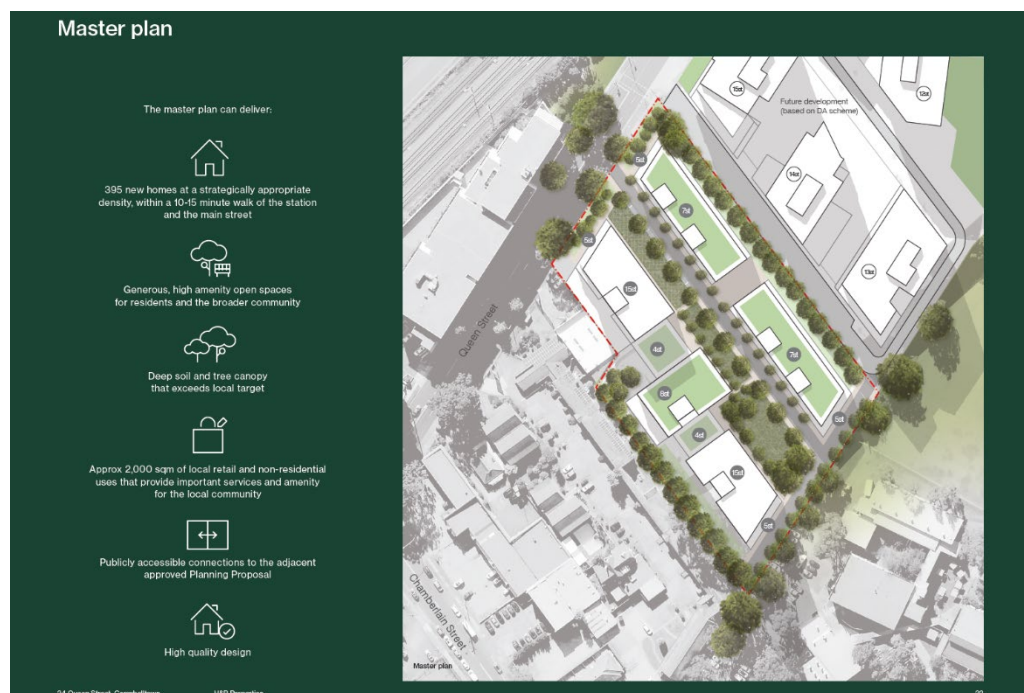 Master plan
The master plan can deliver:
395 new homes at a strategically appropriate
density, within a 10-15 minute walk of the station
and the main street
Generous, high amenity open spaces
for residents and the broader community
Deep soil and tree canopy
that exceeds local target
Approx 2,000 sqm of local retail and non-residential
uses that provide important services and amenity
for the local community
Publicly accessible connections to the adjacent
approved Planning Proposal
High quality design
Future development
(based on DA scheme)
15st
12st
14st
13st
5st
7st
5st
15st
4st
7st
8st
4st
5st
15st
5st
Queen Street
Chamberlain Street
Master plan